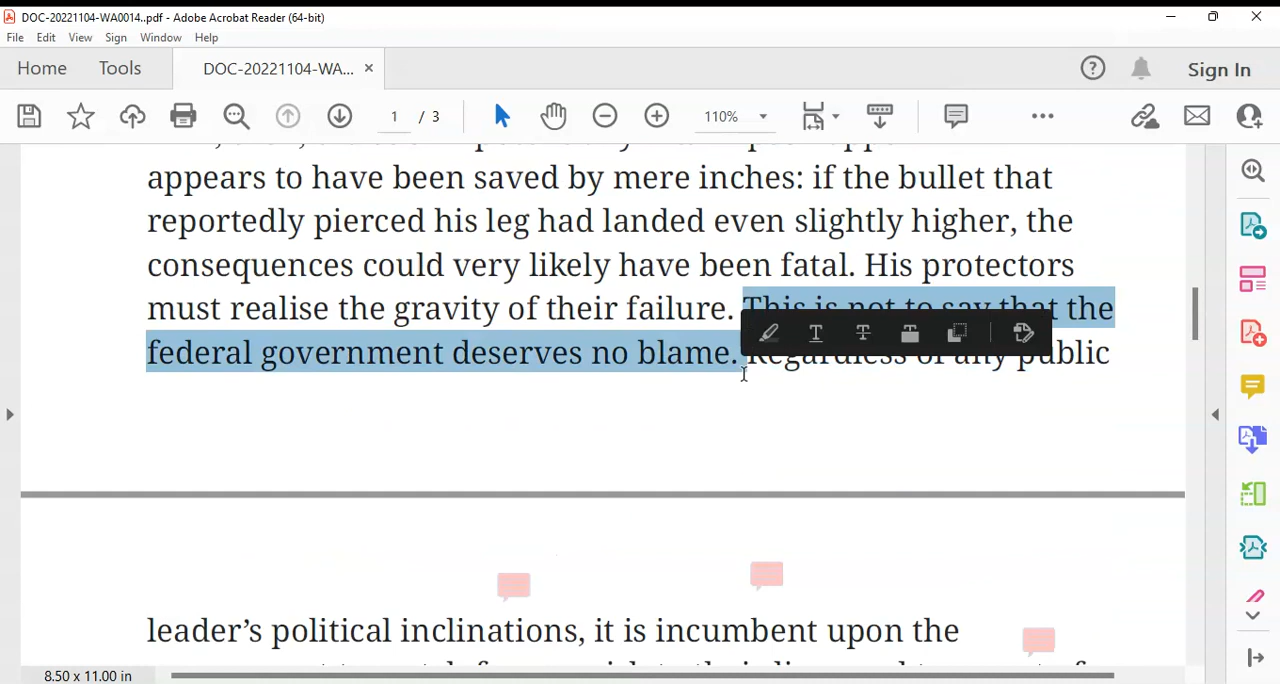 DOC-20221104-WA0014..pdf - Adobe Acrobat Reader (64-bit)
File Edit View Sign Window Help
Home Tools DOC-20221104-WA... × Sign In
1 / 3 110%
appears to have been saved by mere inches: if the bullet that
reportedly pierced his leg had landed even slightly higher, the
consequences could very likely have been fatal. His protectors
must realise the gravity of their failure. This is not to say that the
federal government deserves no blame. Regardless of any public
leader’s political inclinations, it is incumbent upon the
8.50 x 11.00 in